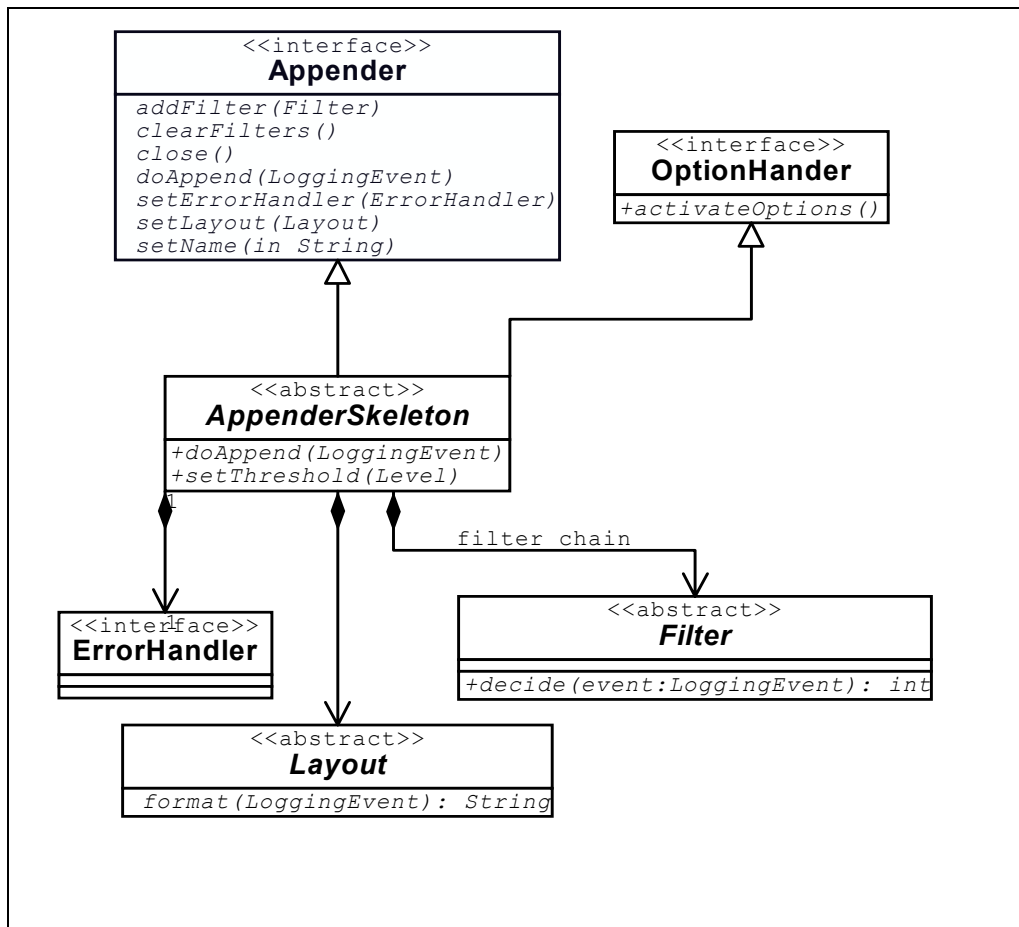 <<interface>>
Appender
addFilter(Filter)
clearFilters()
close()
doAppend(LoggingEvent)
setErrorHandler(ErrorHandler)
setLayout(Layout)
setName(in String)
<<interface>>
OptionHander
+activateOptions()
<<abstract>>
AppenderSkeleton
+doAppend(LoggingEvent)
+setThreshold(Level)
1
filter chain
1
<<interface>>
ErrorHandler
<<abstract>>
Filter
+decide(event:LoggingEvent): int
<<abstract>>
Layout
format(LoggingEvent): String